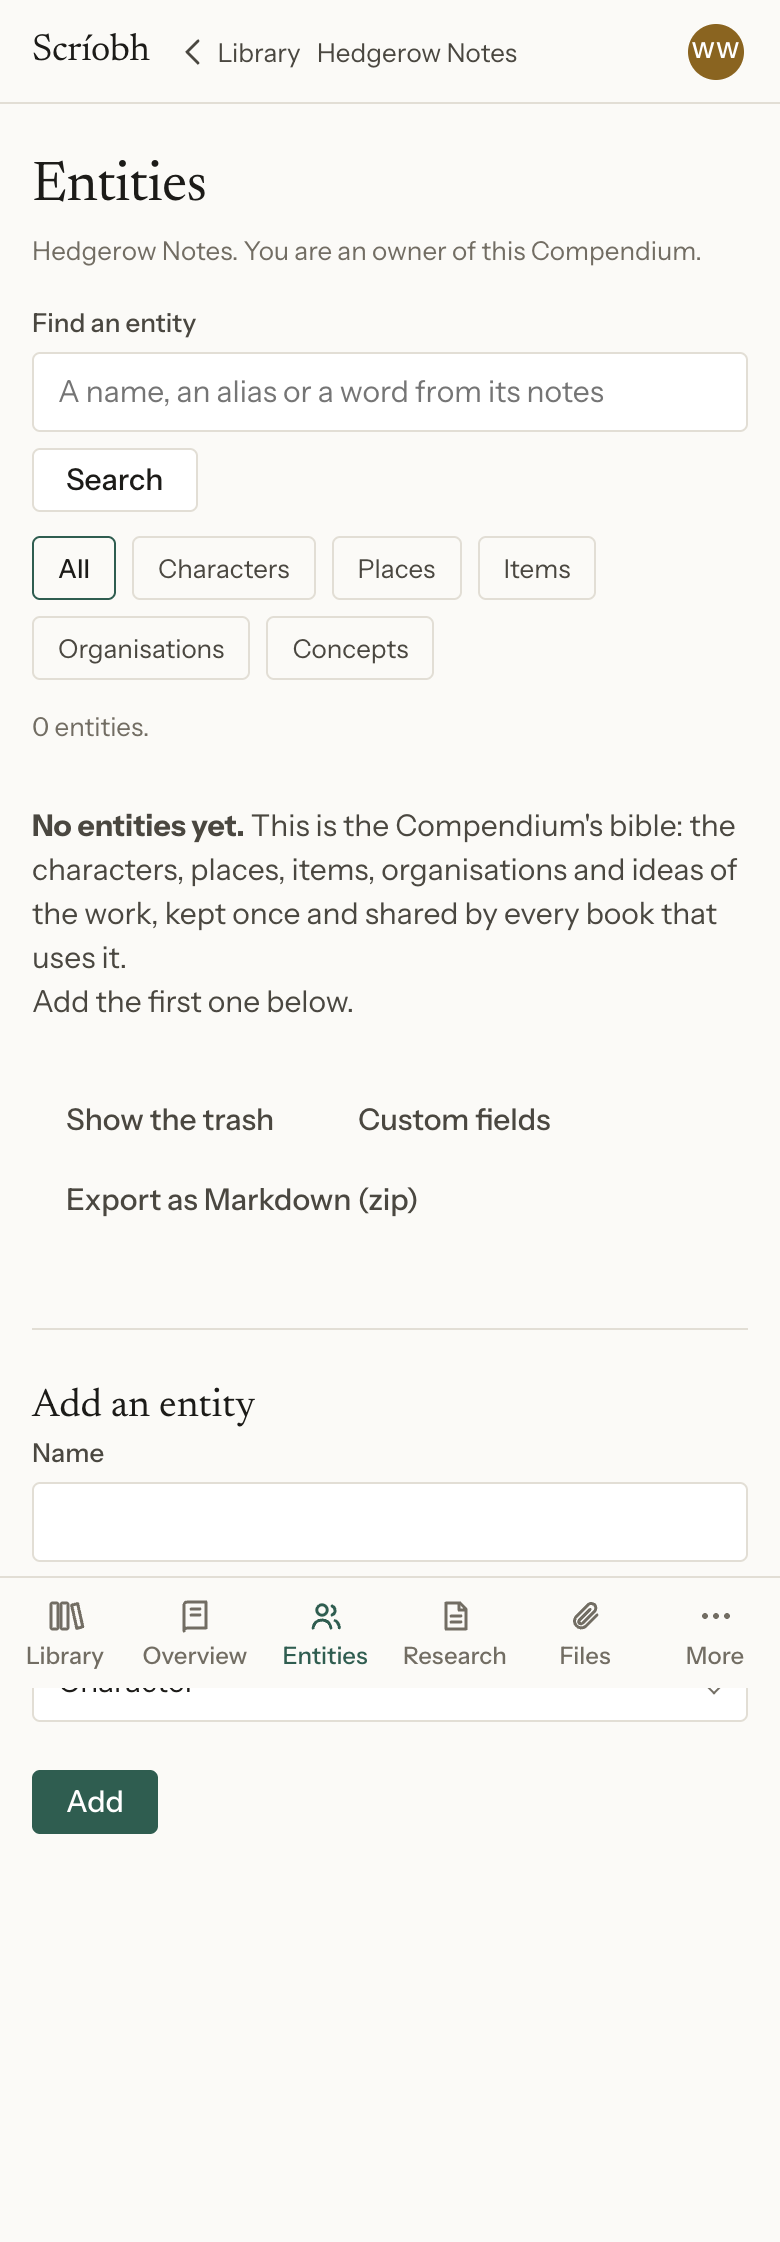 Scríobh
Library Hedgerow Notes
WW
Entities
Hedgerow Notes. You are an owner of this Compendium.
Find an entity
A name, an alias or a word from its notes
Search
All
Characters
Places
Items
Organisations
Concepts
0 entities.
No entities yet. This is the Compendium's bible: the
characters, places, items, organisations and ideas of
the work, kept once and shared by every book that
uses it.
Add the first one below.
Show the trash
Custom fields
Export as Markdown (zip)
Add an entity
Name
Library
Overview
Entities
Research
Files
More
Add